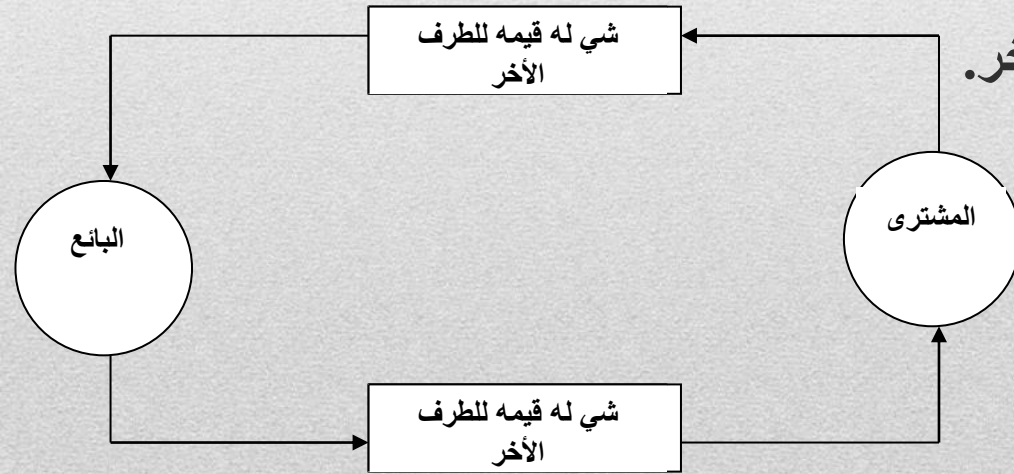 شي له قيمه للطرف
الأخر
المشترى
البائع
شي له قيمه للطرف
الأخر